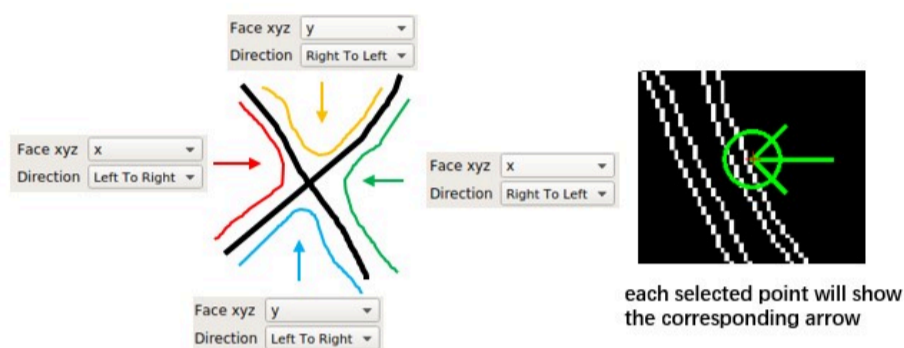 Face xyz y
Direction Right To Left
Face xyz x
Direction Left To Right
Face xyz x
Direction Right To Left
Face xyz y
Direction Left To Right
each selected point will show
the corresponding arrow